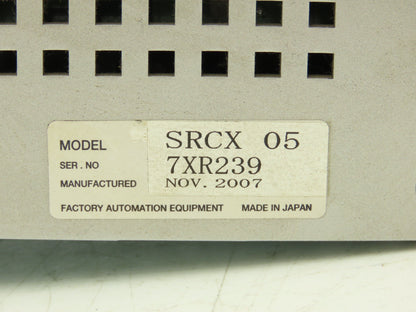 MODEL SRCX 05
SER. NO 7XR239
MANUFACTURED NOV. 2007
FACTORY AUTOMATION EQUIPMENT MADE IN JAPAN